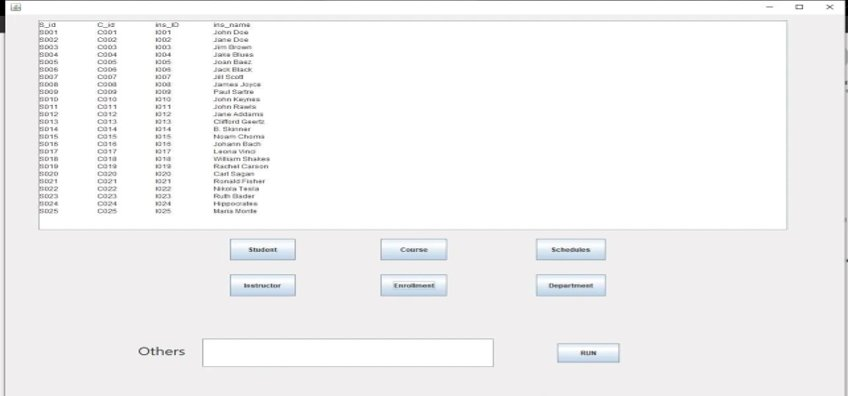 S_id C_id ins_ID ins_name
S001 C001 I001 John Doe
S002 C002 I002 Jane Doe
S003 C003 I003 Jim Brown
S004 C004 I004 Jake Blues
S005 C005 I005 Joan Baez
S006 C006 I006 Jack Black
S007 C007 I007 Jill Scott
S008 C008 I008 James Joyce
S009 C009 I009 Paul Sartre
S010 C010 I010 John Keynes
S011 C011 I011 John Rawls
S012 C012 I012 Jane Addams
S013 C013 I013 Clifford Geertz
S014 C014 I014 B. Skinner
S015 C015 I015 Noam Choms
S016 C016 I016 Johann Bach
S017 C017 I017 Leona Vinci
S018 C018 I018 William Shakes
S019 C019 I019 Rachel Carson
S020 C020 I020 Carl Sagan
S021 C021 I021 Ronald Fisher
S022 C022 I022 Nikola Tesla
S023 C023 I023 Ruth Bader
S024 C024 I024 Hippocrates
S025 C025 I025 Maria Monte
Student Course Schedules
Instructor Enrollment Department
Others RUN